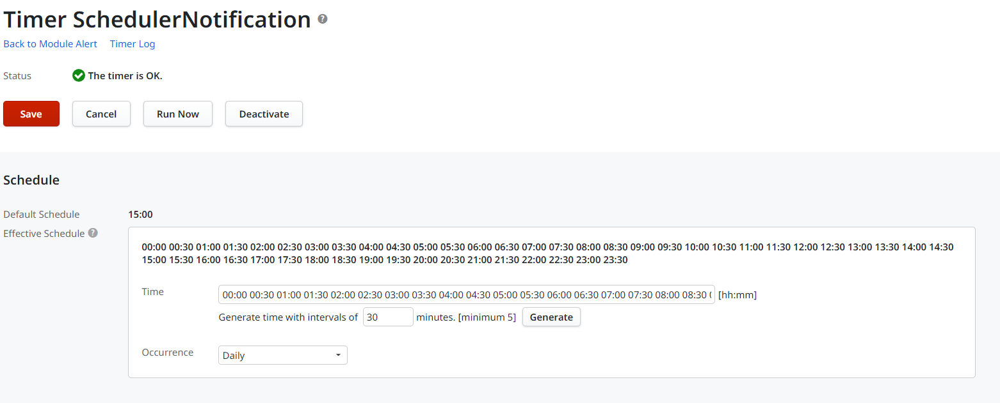 Timer SchedulerNotification ?
Back to Module Alert Timer Log
Status The timer is OK.
Save Cancel Run Now Deactivate
Schedule
Default Schedule 15:00
Effective Schedule ?
00:00 00:30 01:00 01:30 02:00 02:30 03:00 03:30 04:00 04:30 05:00 05:30 06:00 06:30 07:00 07:30 08:00 08:30 09:00 09:30 10:00 10:30 11:00 11:30 12:00 12:30 13:00 13:30 14:00 14:30
15:00 15:30 16:00 16:30 17:00 17:30 18:00 18:30 19:00 19:30 20:00 20:30 21:00 21:30 22:00 22:30 23:00 23:30
Time 00:00 00:30 01:00 01:30 02:00 02:30 03:00 03:30 04:00 04:30 05:00 05:30 06:00 06:30 07:00 07:30 08:00 08:30 [hh:mm]
Generate time with intervals of 30 minutes. [minimum 5] Generate
Occurrence Daily